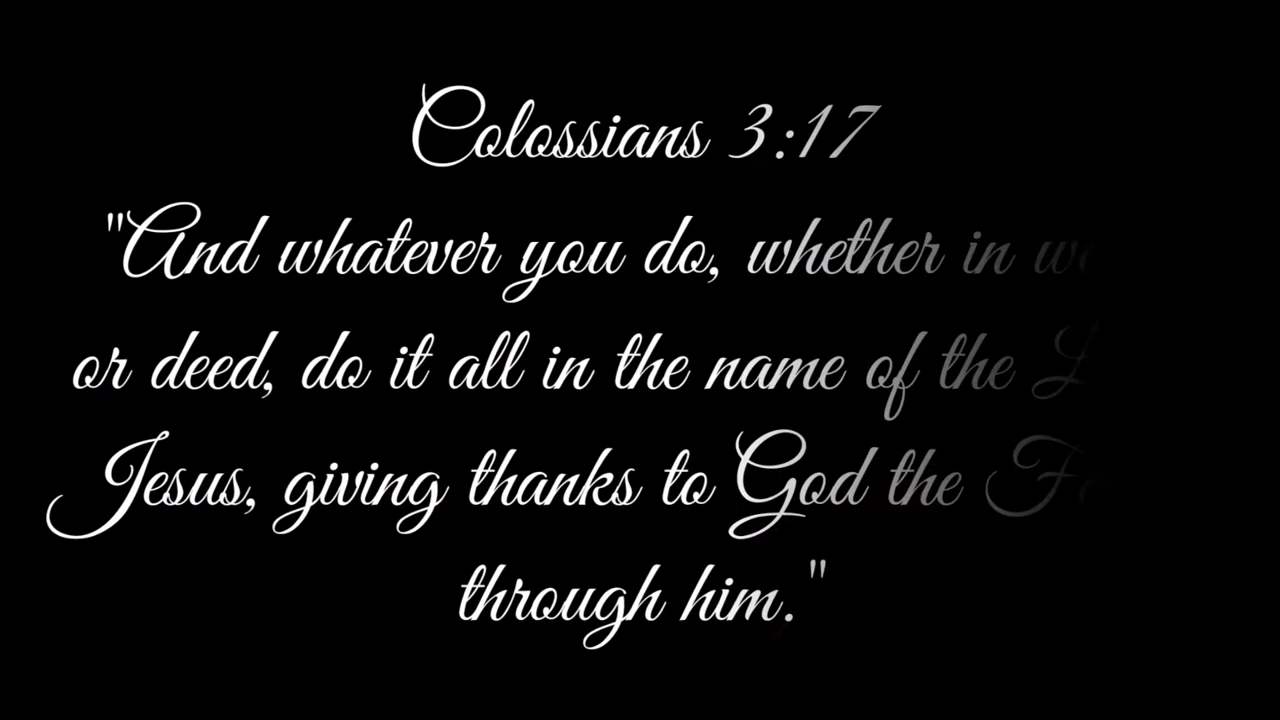 Colossians 3:17
"And whatever you do, whether in
or deed, do it all in the name of the
Jesus, giving thanks to God the
through him."